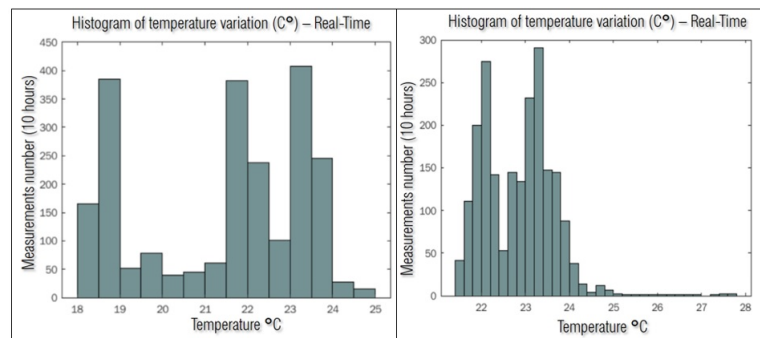 Histogram of temperature variation (C°) – Real-Time
Measurements number (10 hours)
450
400
350
300
250
200
150
100
50
0
18 19 20 21 22 23 24 25
Temperature °C
Histogram of temperature variation (C°) – Real-Time
Measurements number (10 hours)
300
250
200
150
100
50
0
22 23 24 25 26 27 28
Temperature °C